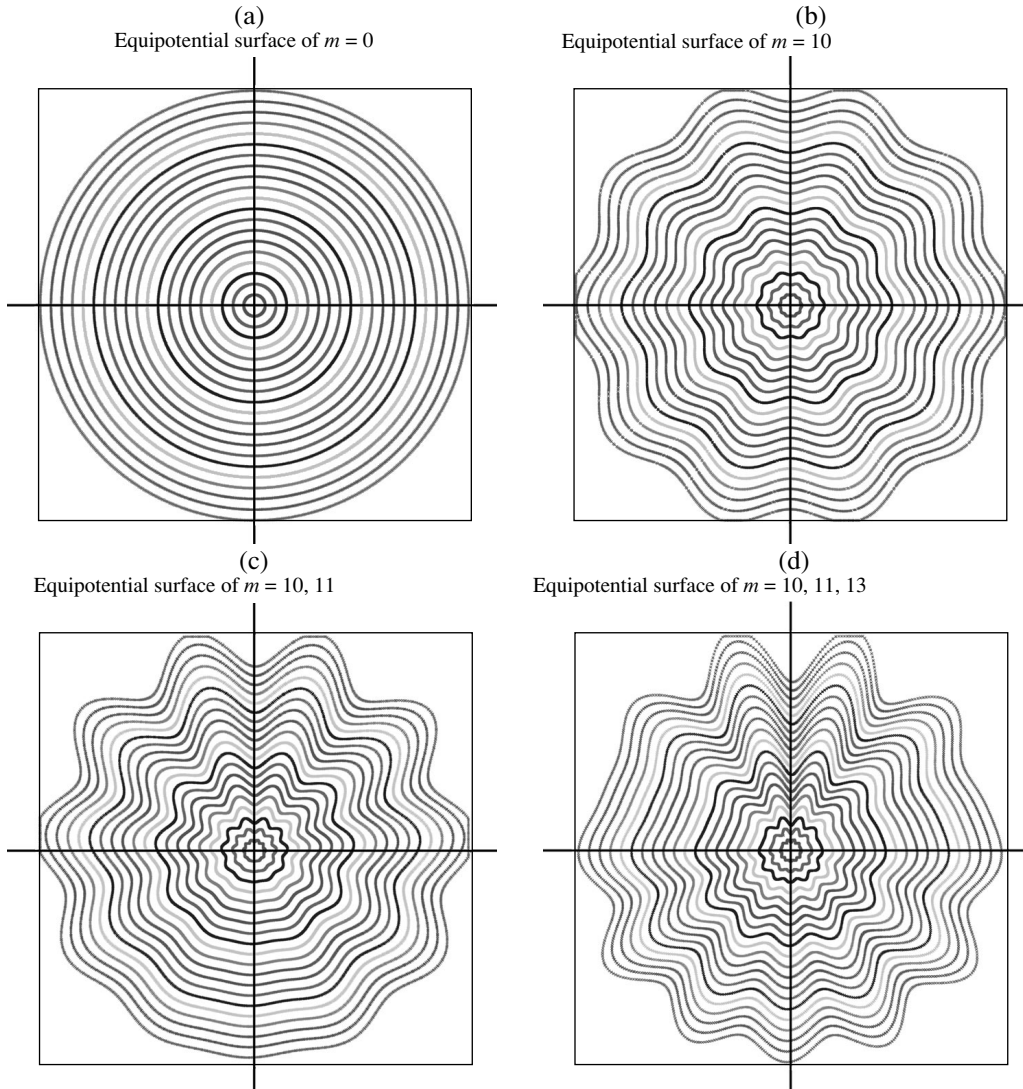 (a)
Equipotential surface of m = 0
(b)
Equipotential surface of m = 10
(c)
Equipotential surface of m = 10, 11
(d)
Equipotential surface of m = 10, 11, 13